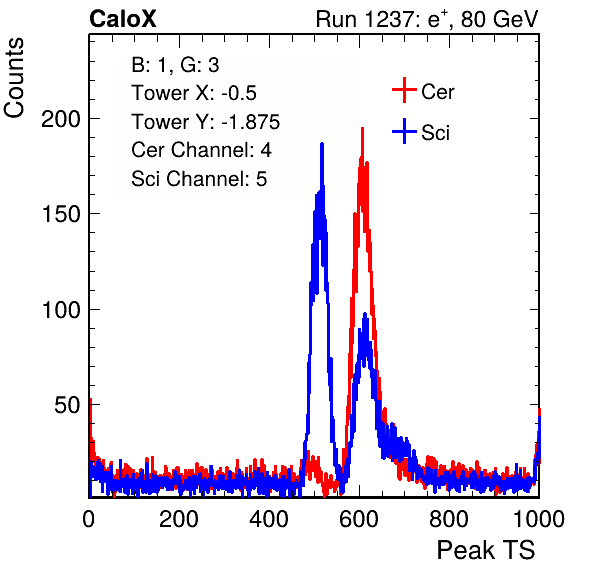 CaloX
Run 1237: e+, 80 GeV
Counts
B: 1, G: 3
Tower X: -0.5
Tower Y: -1.875
Cer Channel: 4
Sci Channel: 5
Cer
Sci
200
150
100
50
0
200
400
600
800
1000
Peak TS